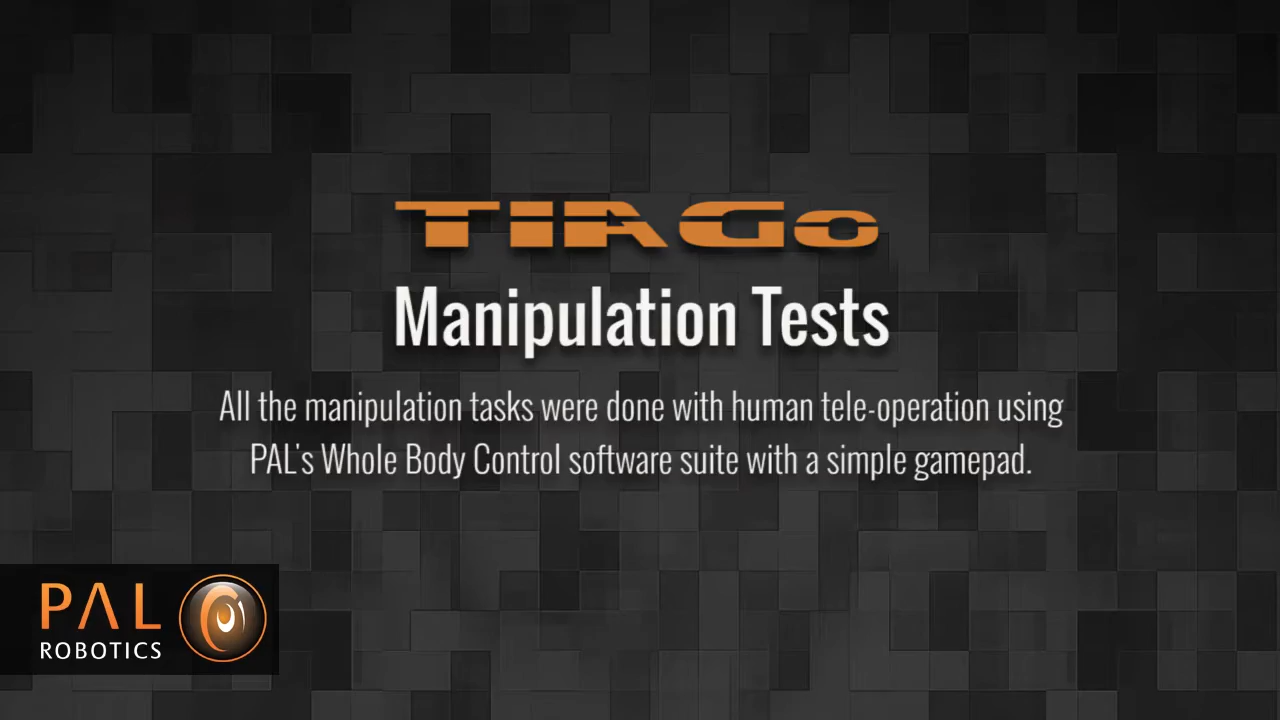 TIAGo
Manipulation Tests
All the manipulation tasks were done with human tele-operation using
PAL's Whole Body Control software suite with a simple gamepad.
PAL
ROBOTICS